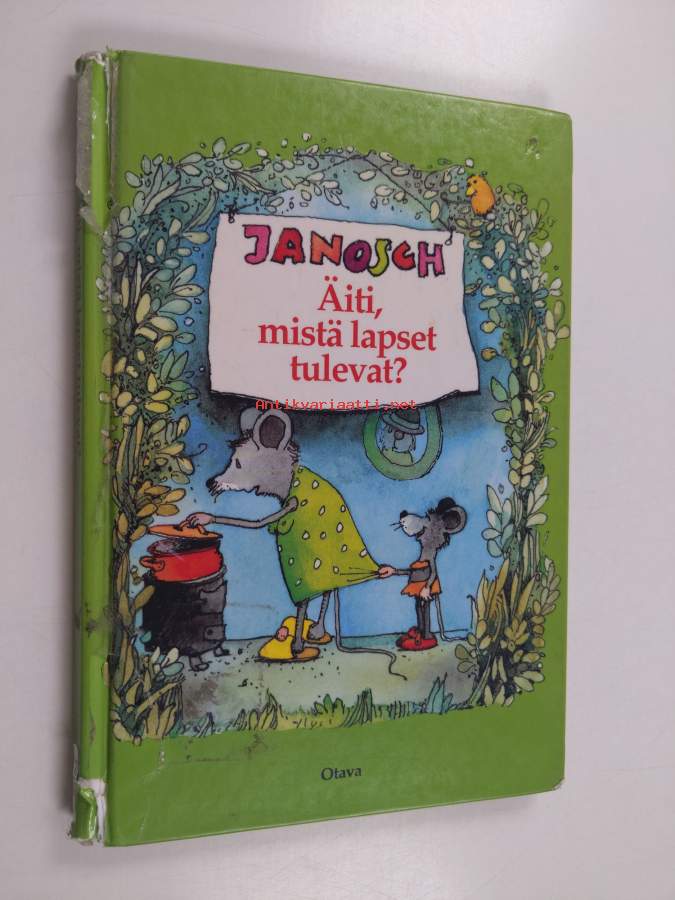 JANOSCH
Äiti,
mistä lapset
tulevat?
Antikvariaatti.net
Otava